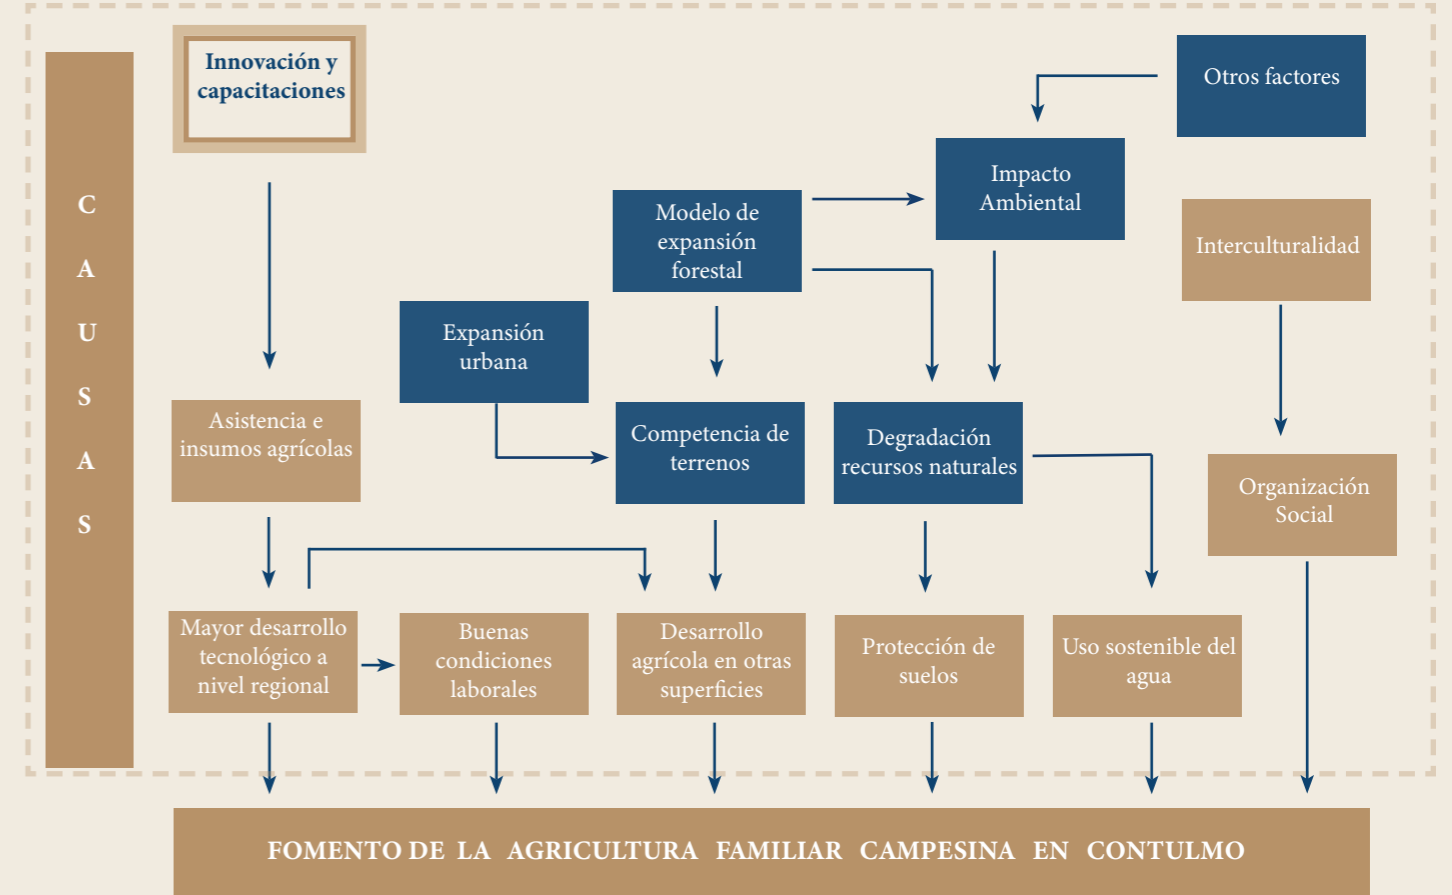 C
A
U
S
A
S
Innovación y
capacitaciones
Otros factores
Impacto
Ambiental
Modelo de
expansión
forestal
Interculturalidad
Expansión
urbana
Asistencia e
insumos agrícolas
Competencia de
terrenos
Degradación
recursos naturales
Organización
Social
Mayor desarrollo
tecnológico a
nivel regional
Buenas
condiciones
laborales
Desarrollo
agrícola en otras
superficies
Protección de
suelos
Uso sostenible del
agua
FOMENTO DE LA AGRICULTURA FAMILIAR CAMPESINA EN CONTULMO